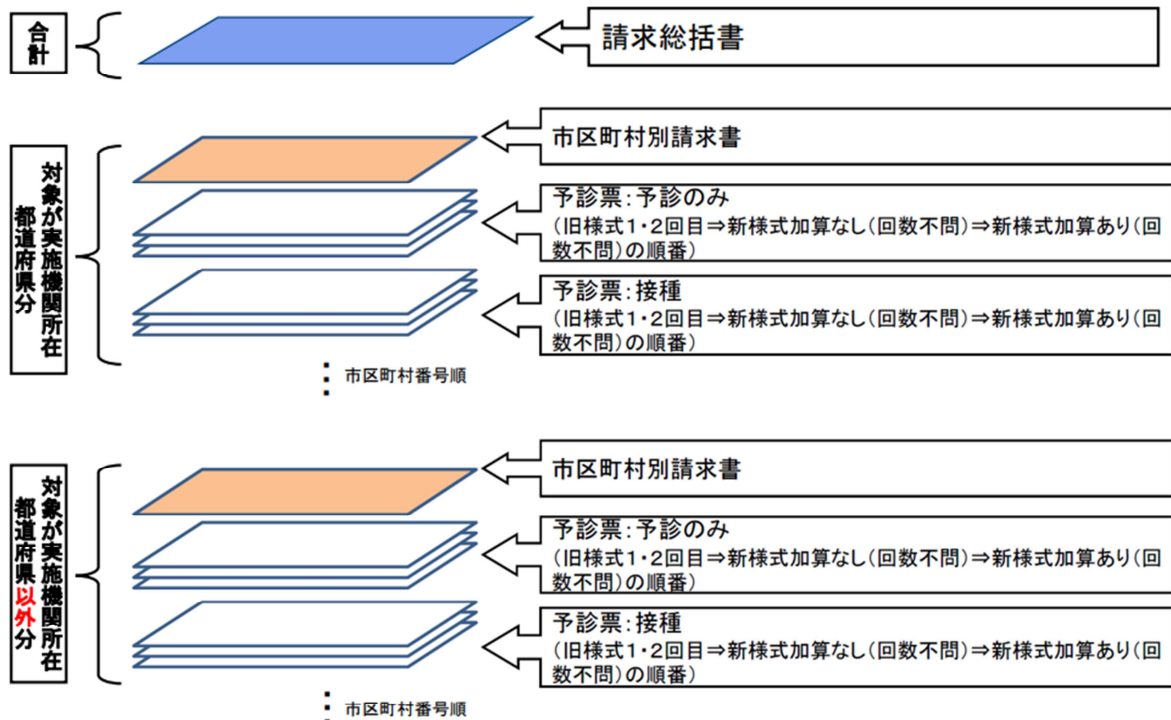 合計
請求総括書
対象が実施機関所在
都道府県分
市区町村別請求書
予診票:予診のみ
(旧様式1・2回目⇒新様式加算なし(回数不問)⇒新様式加算あり(回
数不問)の順番)
予診票:接種
(旧様式1・2回目⇒新様式加算なし(回数不問)⇒新様式加算あり(回
数不問)の順番)
市区町村番号順
対象が実施機関所在
都道府県以外分
市区町村別請求書
予診票:予診のみ
(旧様式1・2回目⇒新様式加算なし(回数不問)⇒新様式加算あり(回
数不問)の順番)
予診票:接種
(旧様式1・2回目⇒新様式加算なし(回数不問)⇒新様式加算あり(回
数不問)の順番)
市区町村番号順